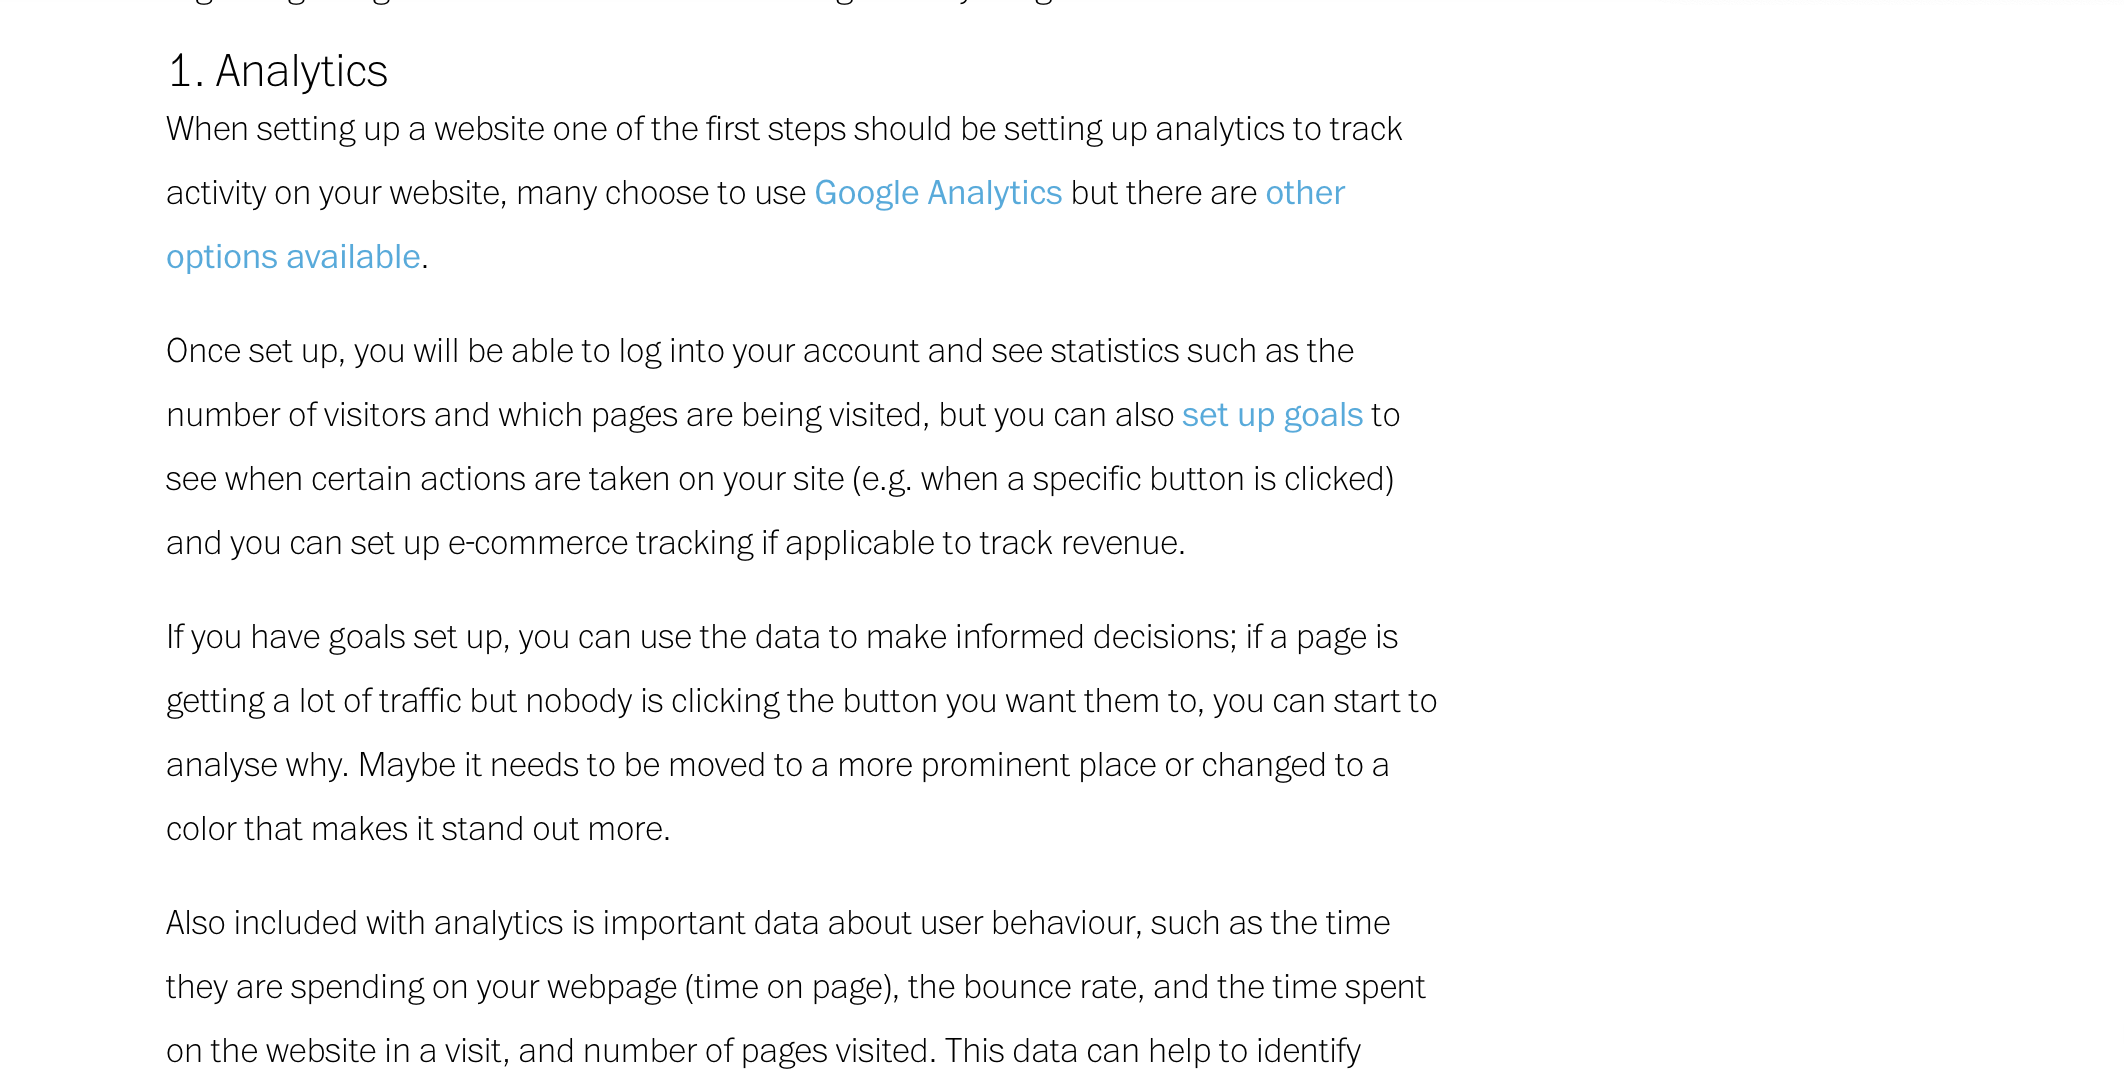 1. Analytics
When setting up a website one of the first steps should be setting up analytics to track
activity on your website, many choose to use Google Analytics but there are other
options available.
Once set up, you will be able to log into your account and see statistics such as the
number of visitors and which pages are being visited, but you can also set up goals to
see when certain actions are taken on your site (e.g. when a specific button is clicked)
and you can set up e-commerce tracking if applicable to track revenue.
If you have goals set up, you can use the data to make informed decisions; if a page is
getting a lot of traffic but nobody is clicking the button you want them to, you can start to
analyse why. Maybe it needs to be moved to a more prominent place or changed to a
color that makes it stand out more.
Also included with analytics is important data about user behaviour, such as the time
they are spending on your webpage (time on page), the bounce rate, and the time spent
on the website in a visit, and number of pages visited. This data can help to identify